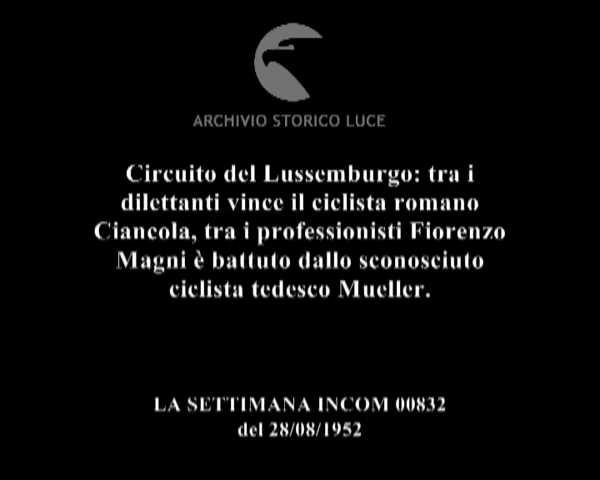 ARCHIVIO STORICO LUCE
Circuito del Lussemburgo: tra i
dilettanti vince il ciclista romano
Ciancola, tra i professionisti Fiorenzo
Magni è battuto dallo sconosciuto
ciclista tedesco Mueller.
LA SETTIMANA INCOM 00832
del 28/08/1952